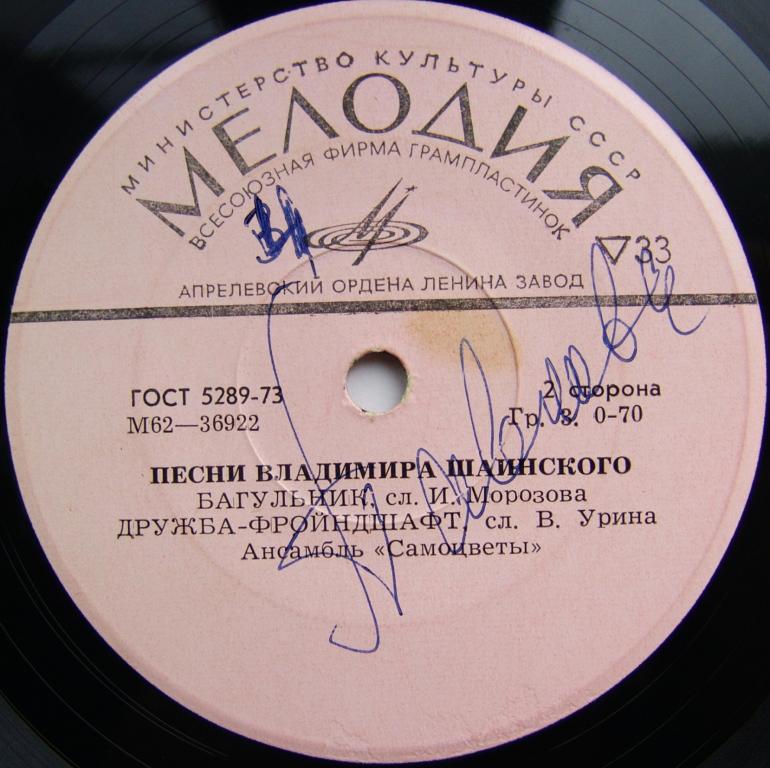 МИНИСТЕРСТВО КУЛЬТУРЫ СССР
МЕЛОДИЯ
ВСЕСОЮЗНАЯ ФИРМА ГРАМПЛАСТИНОК
33
АПРЕЛЕВСКИЙ ОРДЕНА ЛЕНИНА ЗАВОД
ГОСТ 5289-73
2 сторона
М62—36922
Гр. 3. 0-70
ПЕСНИ ВЛАДИМИРА ШАИНСКОГО
БАГУЛЬНИК, сл. И. Морозова
ДРУЖБА-ФРОЙНДШАФТ, сл. В. Урина
Ансамбль «Самоцветы»